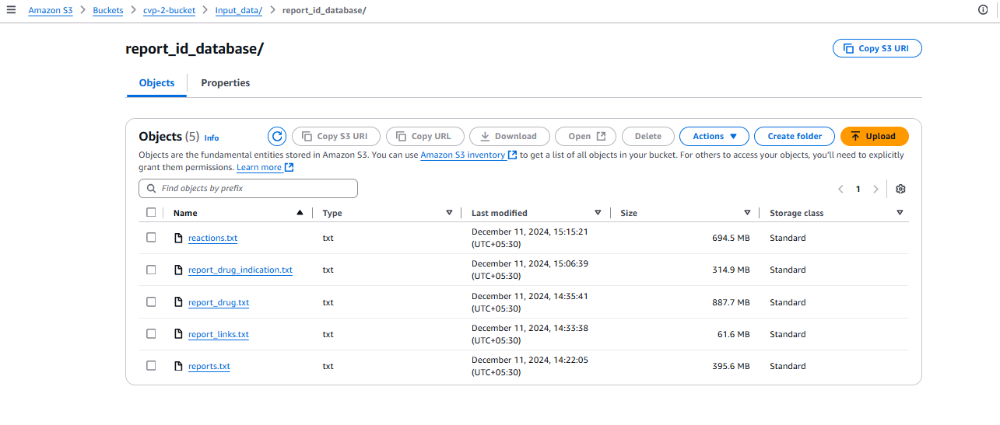 Amazon S3 > Buckets > cvp-2-bucket > Input_data/ > report_id_database/
report_id_database/
Copy S3 URI
Objects Properties
Objects (5) Info
Copy S3 URI Copy URL Download Open Delete Actions Create folder Upload
Objects are the fundamental entities stored in Amazon S3. You can use Amazon S3 inventory to get a list of all objects in your bucket. For others to access your objects, you'll need to explicitly
grant them permissions. Learn more
Find objects by prefix
1
Name Type Last modified Size Storage class
reactions.txt txt December 11, 2024, 15:15:21 (UTC+05:30) 694.5 MB Standard
report_drug_indication.txt txt December 11, 2024, 15:06:39 (UTC+05:30) 314.9 MB Standard
report_drug.txt txt December 11, 2024, 14:35:41 (UTC+05:30) 887.7 MB Standard
report_links.txt txt December 11, 2024, 14:33:38 (UTC+05:30) 61.6 MB Standard
reports.txt txt December 11, 2024, 14:22:05 (UTC+05:30) 395.6 MB Standard